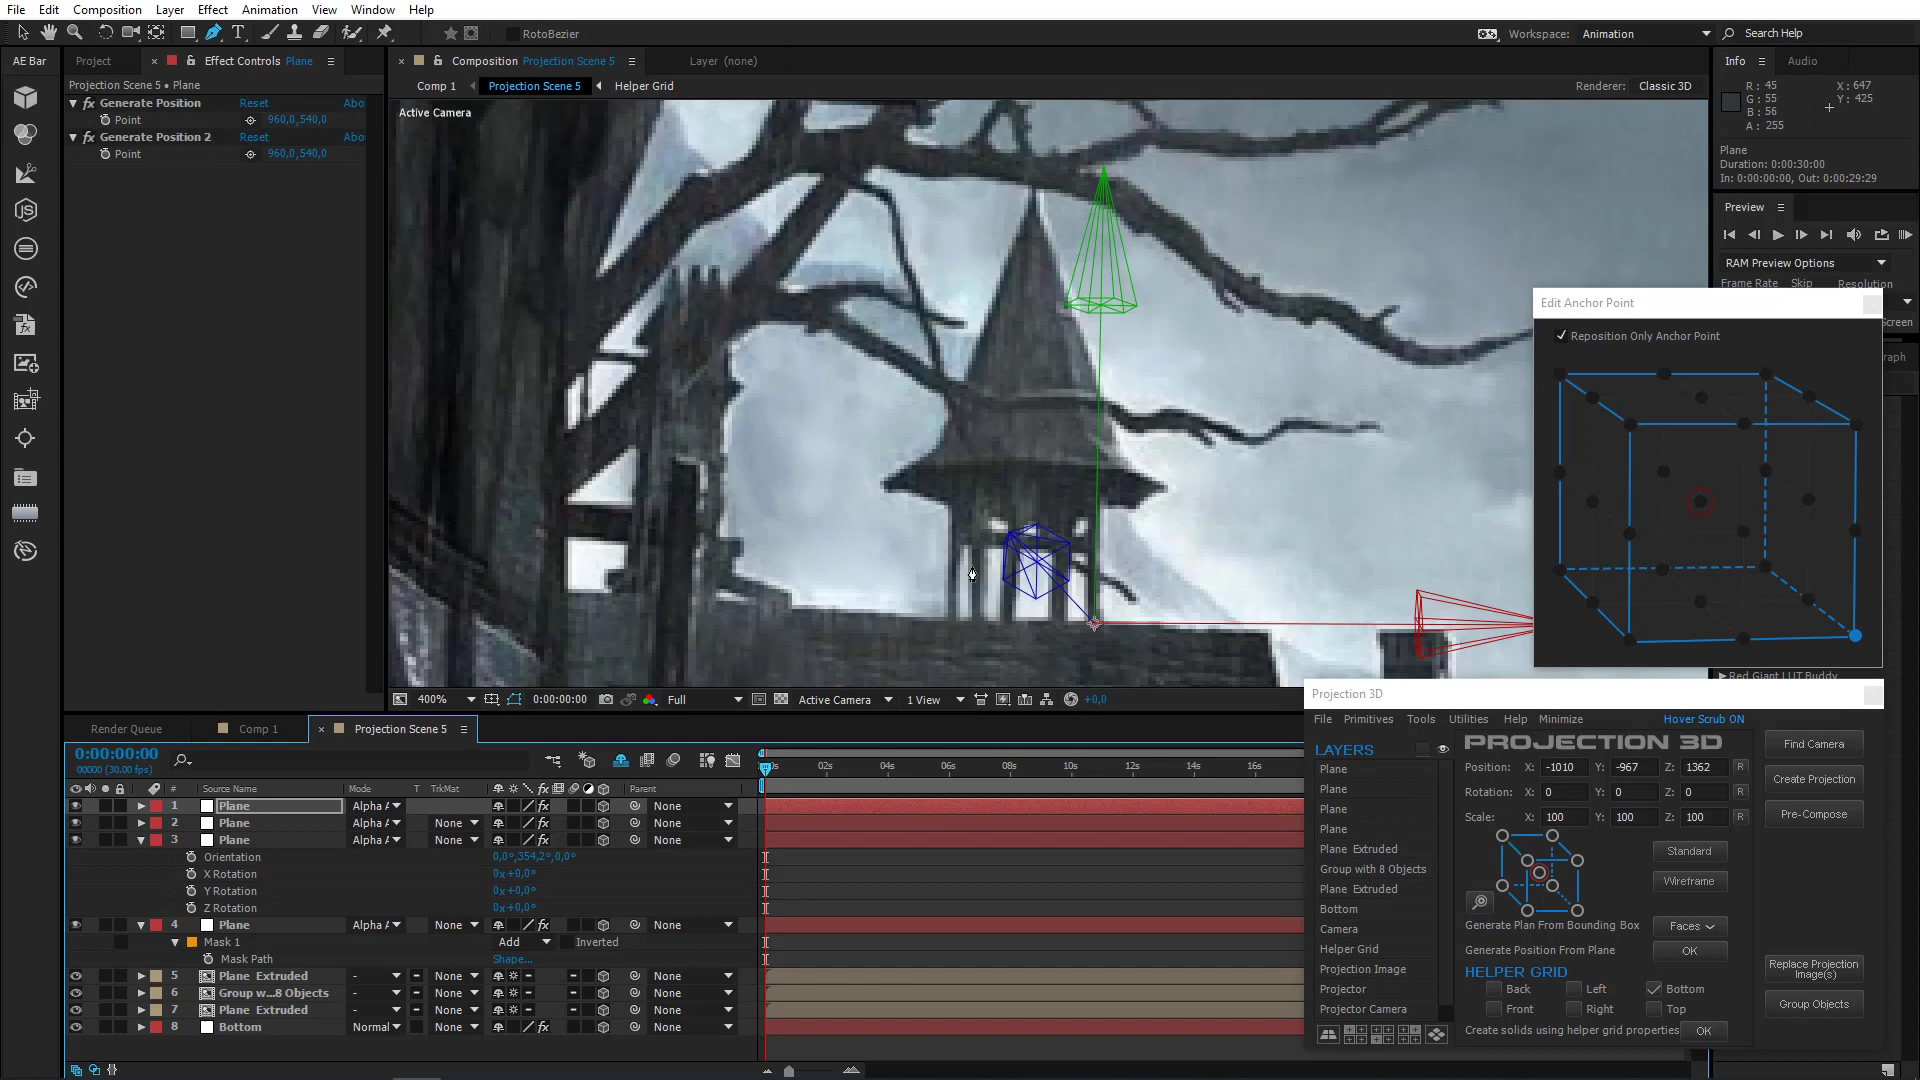 File Edit Composition Layer Effect Animation View Window Help
RotoBezier Workspace: Animation Search Help
AE Bar Project Effect Controls Plane Composition Projection Scene 5 Layer (none) Info Audio
Projection Scene 5 • Plane Comp 1 Projection Scene 5 Helper Grid Renderer: Classic 3D
Generate Position Reset Abo
Point 960,0,540,0
Generate Position 2 Reset Abo
Point 960,0,540,0
Active Camera
R: 45 X: 647
G: 55 Y: 425
B: 56
A: 255
Plane
Duration: 0:00:30:00
In: 0:00:00:00, Out: 0:00:29:29
Preview
RAM Preview Options
Frame Rate Skip Resolution
Screen
Edit Anchor Point
Reposition Only Anchor Point
raph
Red Giant LUT Buddy
400% 0:00:00:00 Full Active Camera 1 View +0,0
Render Queue Comp 1 Projection Scene 5
0:00:00:00
00000 (30.00 fps)
02s 04s 06s 08s 10s 12s 14s 16s
# Source Name Mode T TrkMat Parent
1 Plane Alpha A None
2 Plane Alpha A None None
3 Plane Alpha A None None
Orientation 0,0°,354,2°,0,0°
X Rotation 0x+0,0°
Y Rotation 0x+0,0°
Z Rotation 0x+0,0°
4 Plane Alpha A None None
Mask 1 Add Inverted
Mask Path Shape...
5 Plane Extruded - None None
6 Group w...8 Objects - None None
7 Plane Extruded - None None
8 Bottom Normal None None
Projection 3D
File Primitives Tools Utilities Help Minimize Hover Scrub ON
LAYERS
Plane
Plane
Plane
Plane
Plane Extruded
Group with 8 Objects
Plane Extruded
Bottom
Camera
Helper Grid
Projection Image
Projector
Projector Camera
PROJECTION 3D
Position: X: -1010 Y: -967 Z: 1362 R
Rotation: X: 0 Y: 0 Z: 0 R
Scale: X: 100 Y: 100 Z: 100 R
Standard
Wireframe
Generate Plan From Bounding Box Faces
Generate Position From Plane OK
HELPER GRID
Back Left Bottom
Front Right Top
Create solids using helper grid properties OK
Find Camera
Create Projection
Pre-Compose
Replace Projection
Image(s)
Group Objects